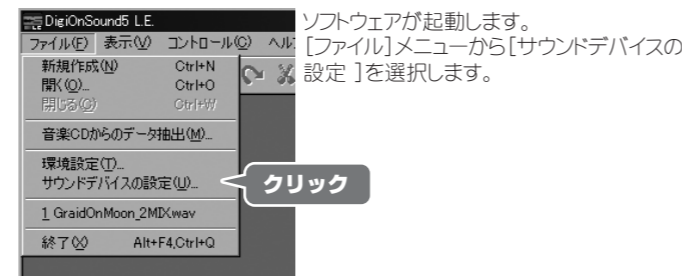 DigiOnSound5 L.E.
ファイル(F) 表示(V) コントロール(C) ヘル
新規作成(N) Ctrl+N
開く(O)... Ctrl+O
閉じる(C) Ctrl+W
音楽CDからのデータ抽出(M)...
環境設定(T)...
サウンドデバイスの設定(U)...
1 GraidOnMoon_2MIX.wav
終了(X) Alt+F4,Ctrl+Q
クリック
ソフトウェアが起動します。
[ファイル]メニューから[サウンドデバイスの
設定 ]を選択します。